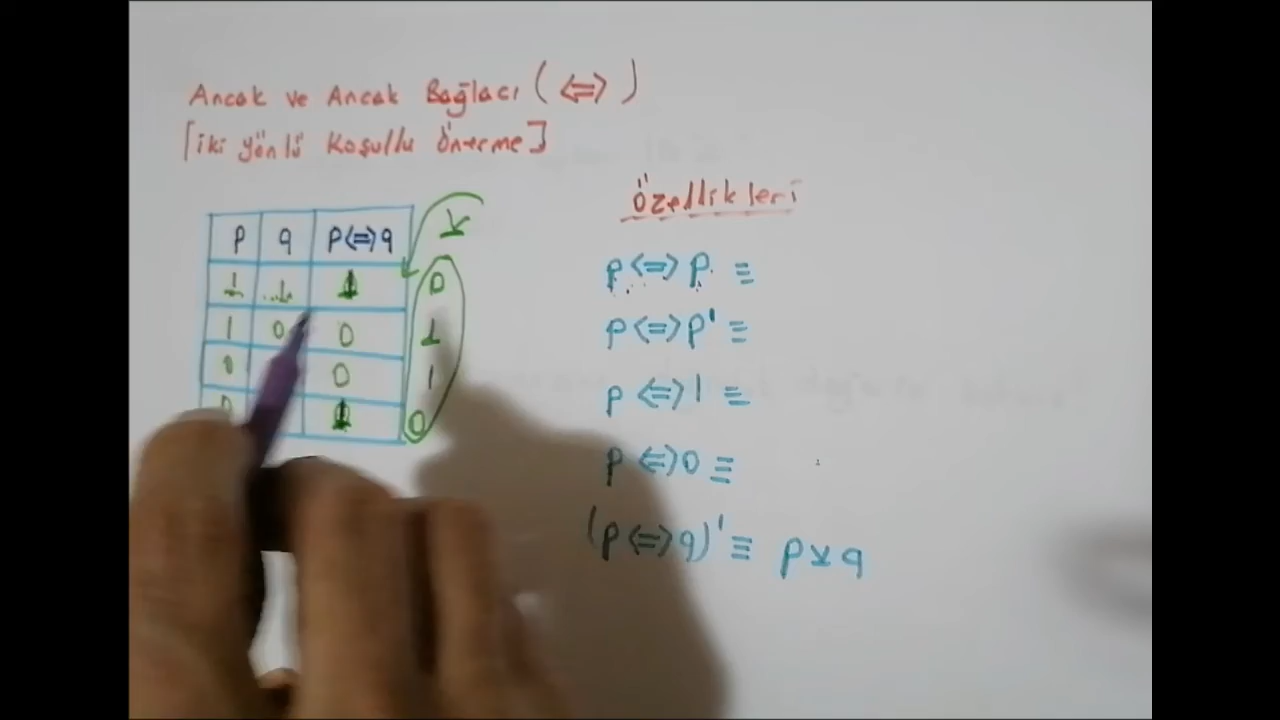 Ancak ve Ancak Bağlacı (⇔)
[İki yönlü Koşullu önerme]
p q p⇔q ⊻
1 1 1 0
1 0 0 1
0 0 1
0 1 0
Özellikleri
p⇔p ≡
p⇔p' ≡
p⇔1 ≡
p⇔0 ≡
(p⇔q)' ≡ p⊻q